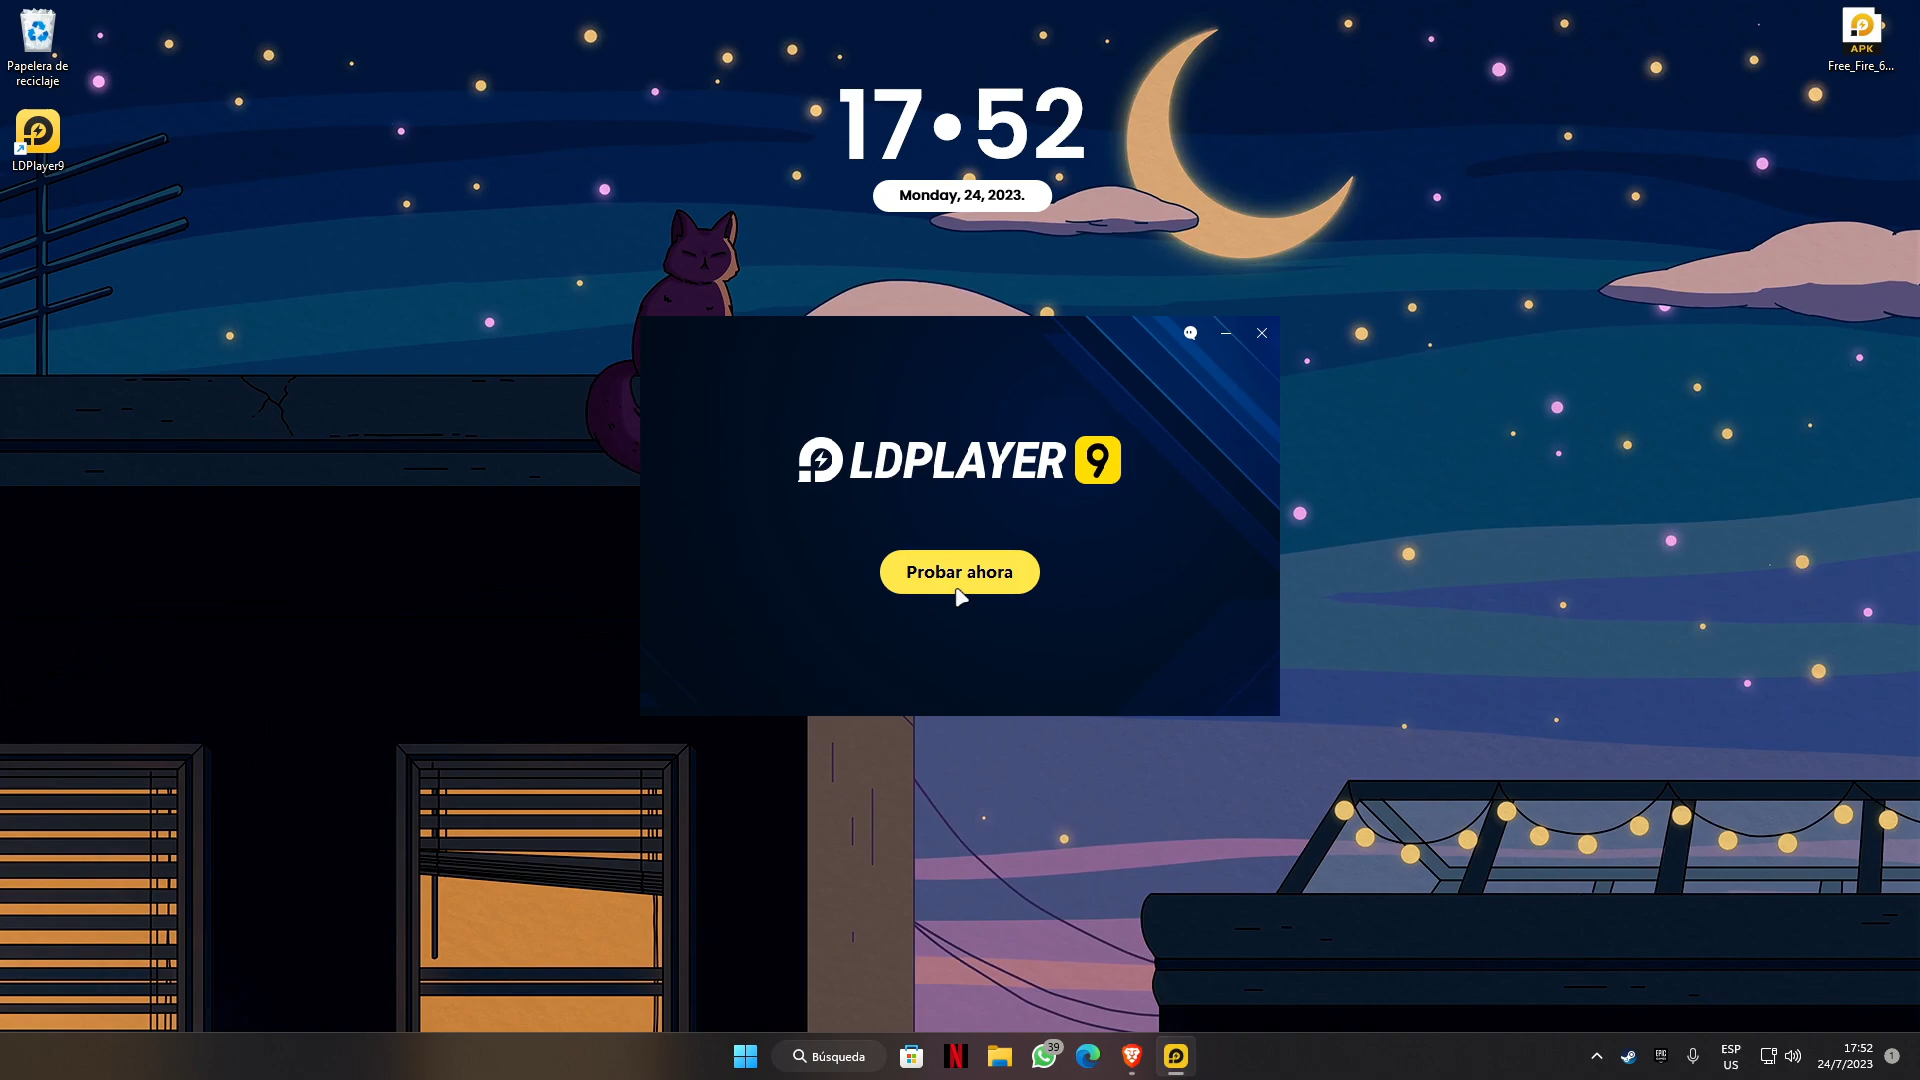 Papelera de
reciclaje
LDPlayer9
17•52
Monday, 24, 2023.
APK
Free_Fire_6...
LDPLAYER 9
Probar ahora
Búsqueda
39
EPIC
ESP
US
17:52
24/7/2023
1